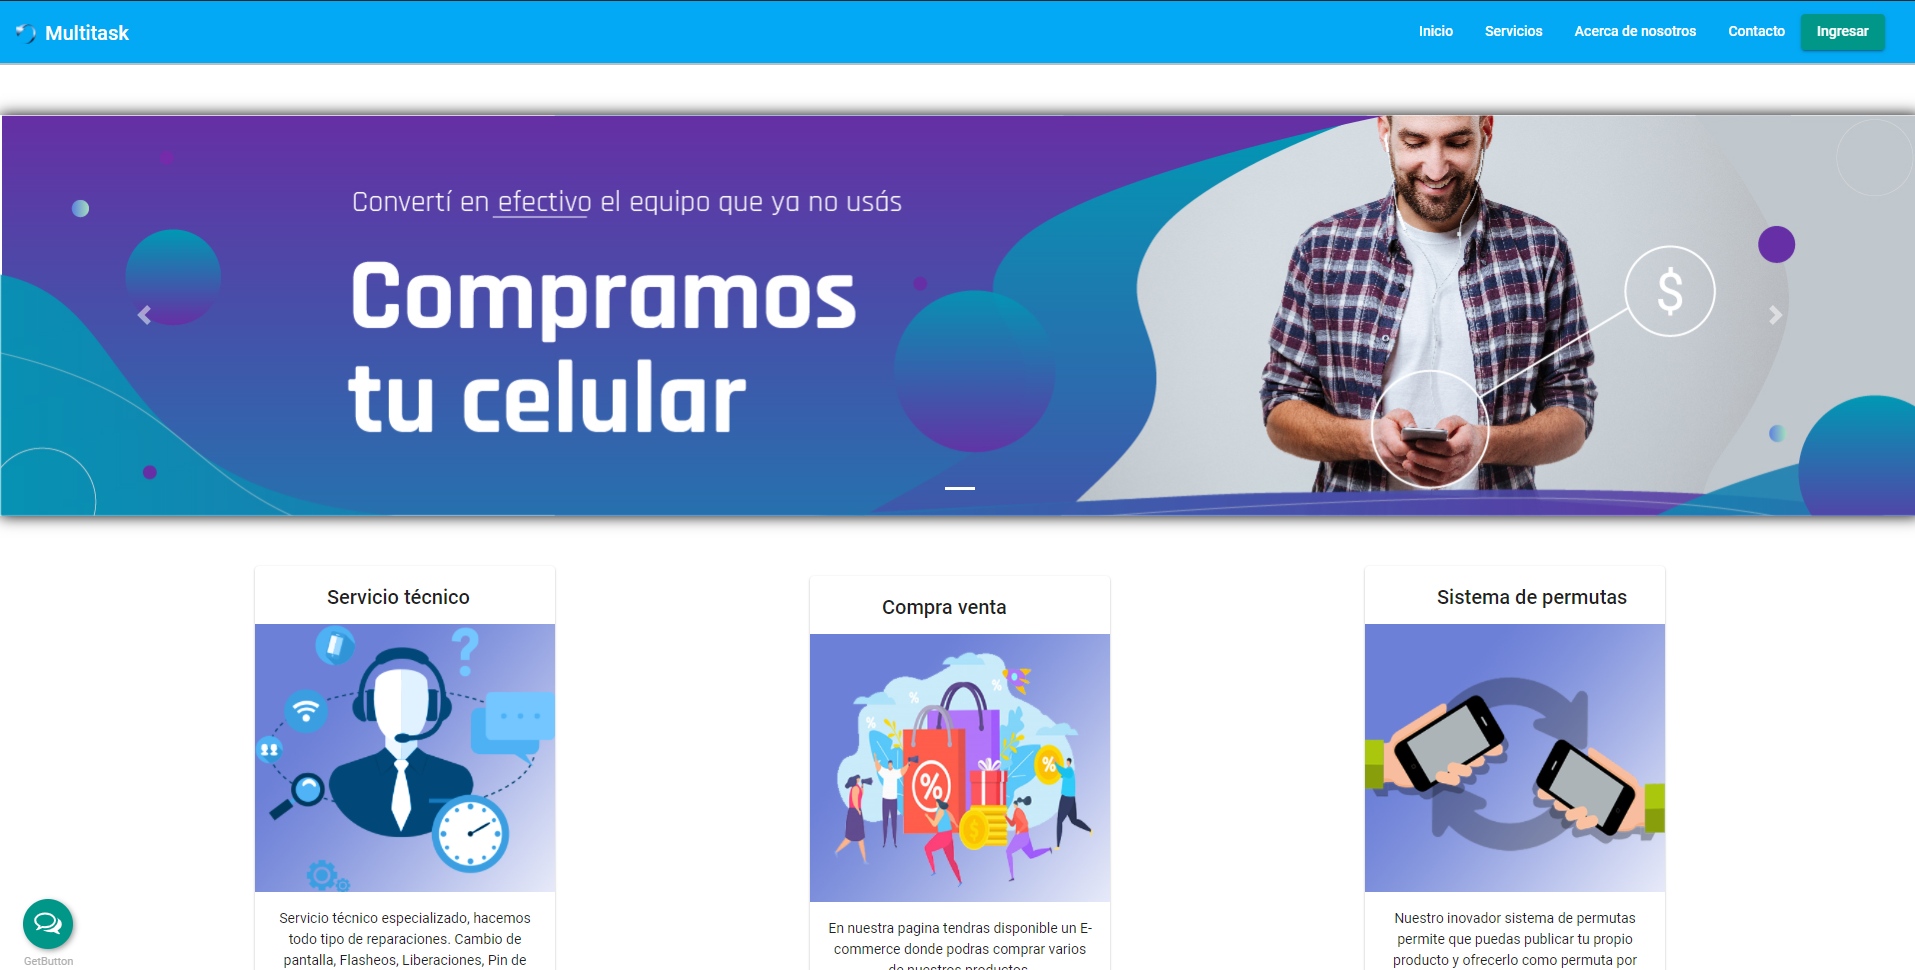 Multitask
Inicio
Servicios
Acerca de nosotros
Contacto
Ingresar
Convertí en efectivo el equipo que ya no usás
Compramos
tu celular
$
Servicio técnico
?
Servicio técnico especializado, hacemos
todo tipo de reparaciones. Cambio de
pantalla, Flasheos, Liberaciones, Pin de
Compra venta
%
%
%
%
%
$
En nuestra pagina tendras disponible un E-
commerce donde podras comprar varios
de nuestros productos
Sistema de permutas
Nuestro inovador sistema de permutas
permite que puedas publicar tu propio
producto y ofrecerlo como permuta por
GetButton